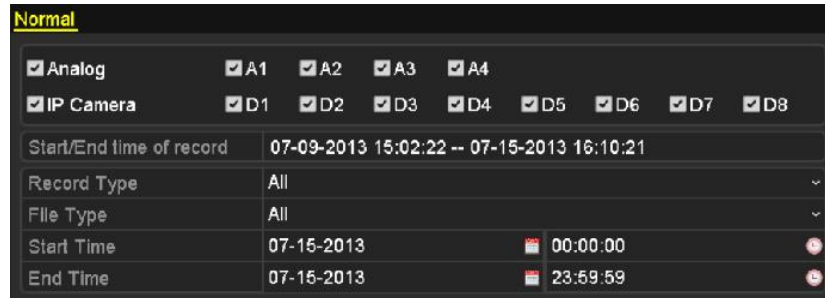 Normal
Analog A1 A2 A3 A4
IP Camera D1 D2 D3 D4 D5 D6 D7 D8
Start/End time of record 07-09-2013 15:02:22 -- 07-15-2013 16:10:21
Record Type All
File Type All
Start Time 07-15-2013 00:00:00
End Time 07-15-2013 23:59:59